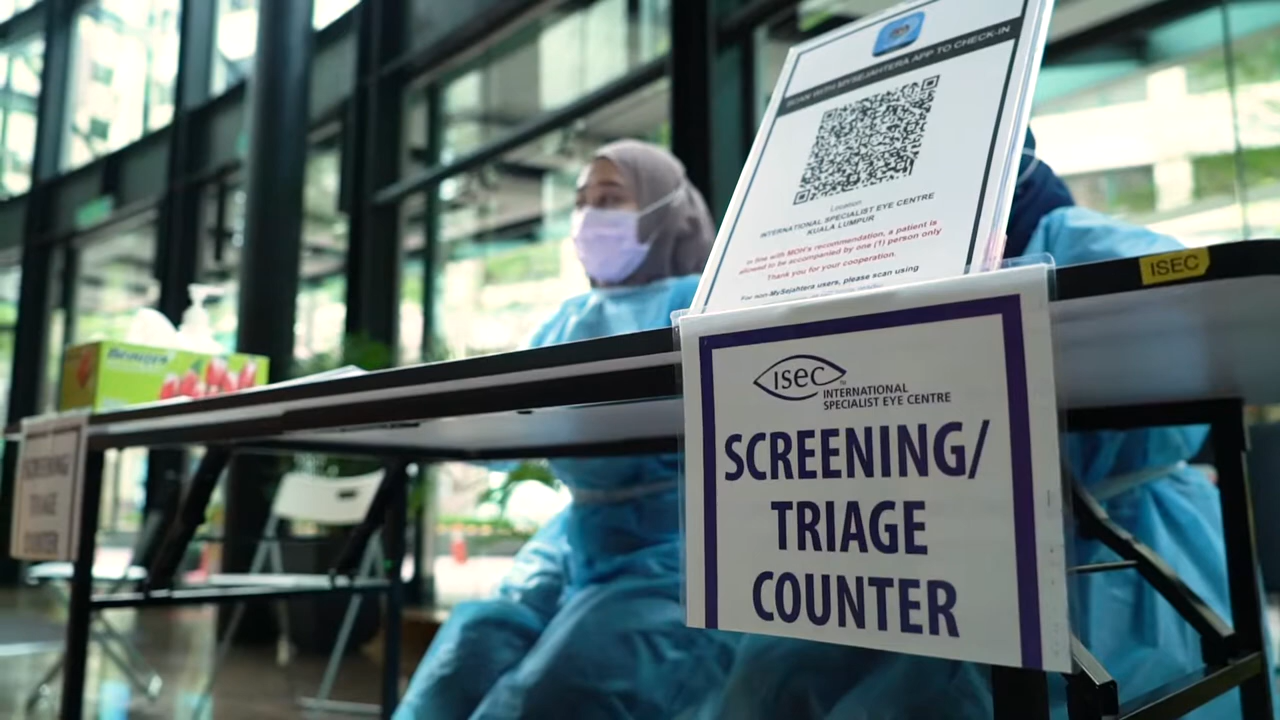 SCAN WITH MYSEJAHTERA APP TO CHECK-IN
Location
INTERNATIONAL SPECIALIST EYE CENTRE
KUALA LUMPUR
In line with MOH's recommendation, a patient is
allowed to be accompanied by one (1) person only
Thank you for your cooperation.
For non-MySejahtera users, please scan using
ISEC
ISEC
INTERNATIONAL
SPECIALIST EYE CENTRE
SCREENING/
TRIAGE
COUNTER
SCREENING
TRIAGE
COUNTER